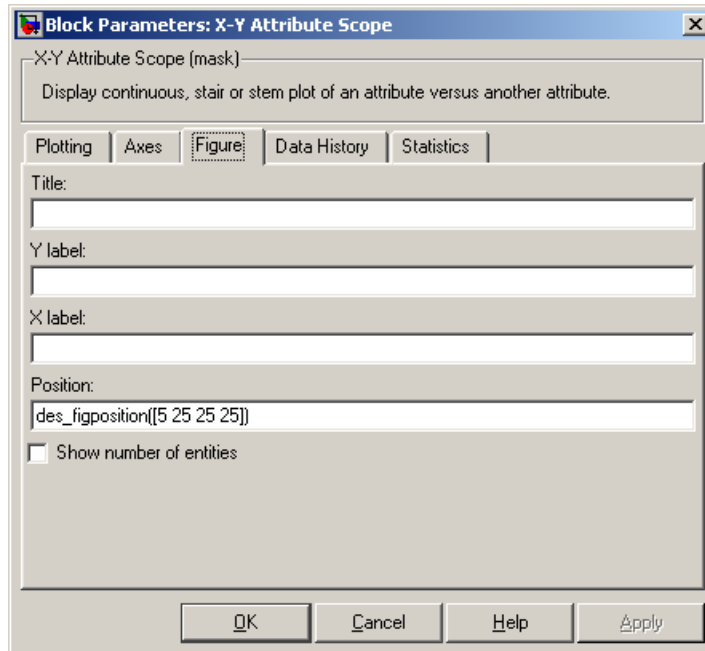 Block Parameters: X-Y Attribute Scope
X-Y Attribute Scope (mask)
Display continuous, stair or stem plot of an attribute versus another attribute.
Plotting Axes Figure Data History Statistics
Title:
Y label:
X label:
Position:
des_figposition([5 25 25 25])
Show number of entities
OK Cancel Help Apply